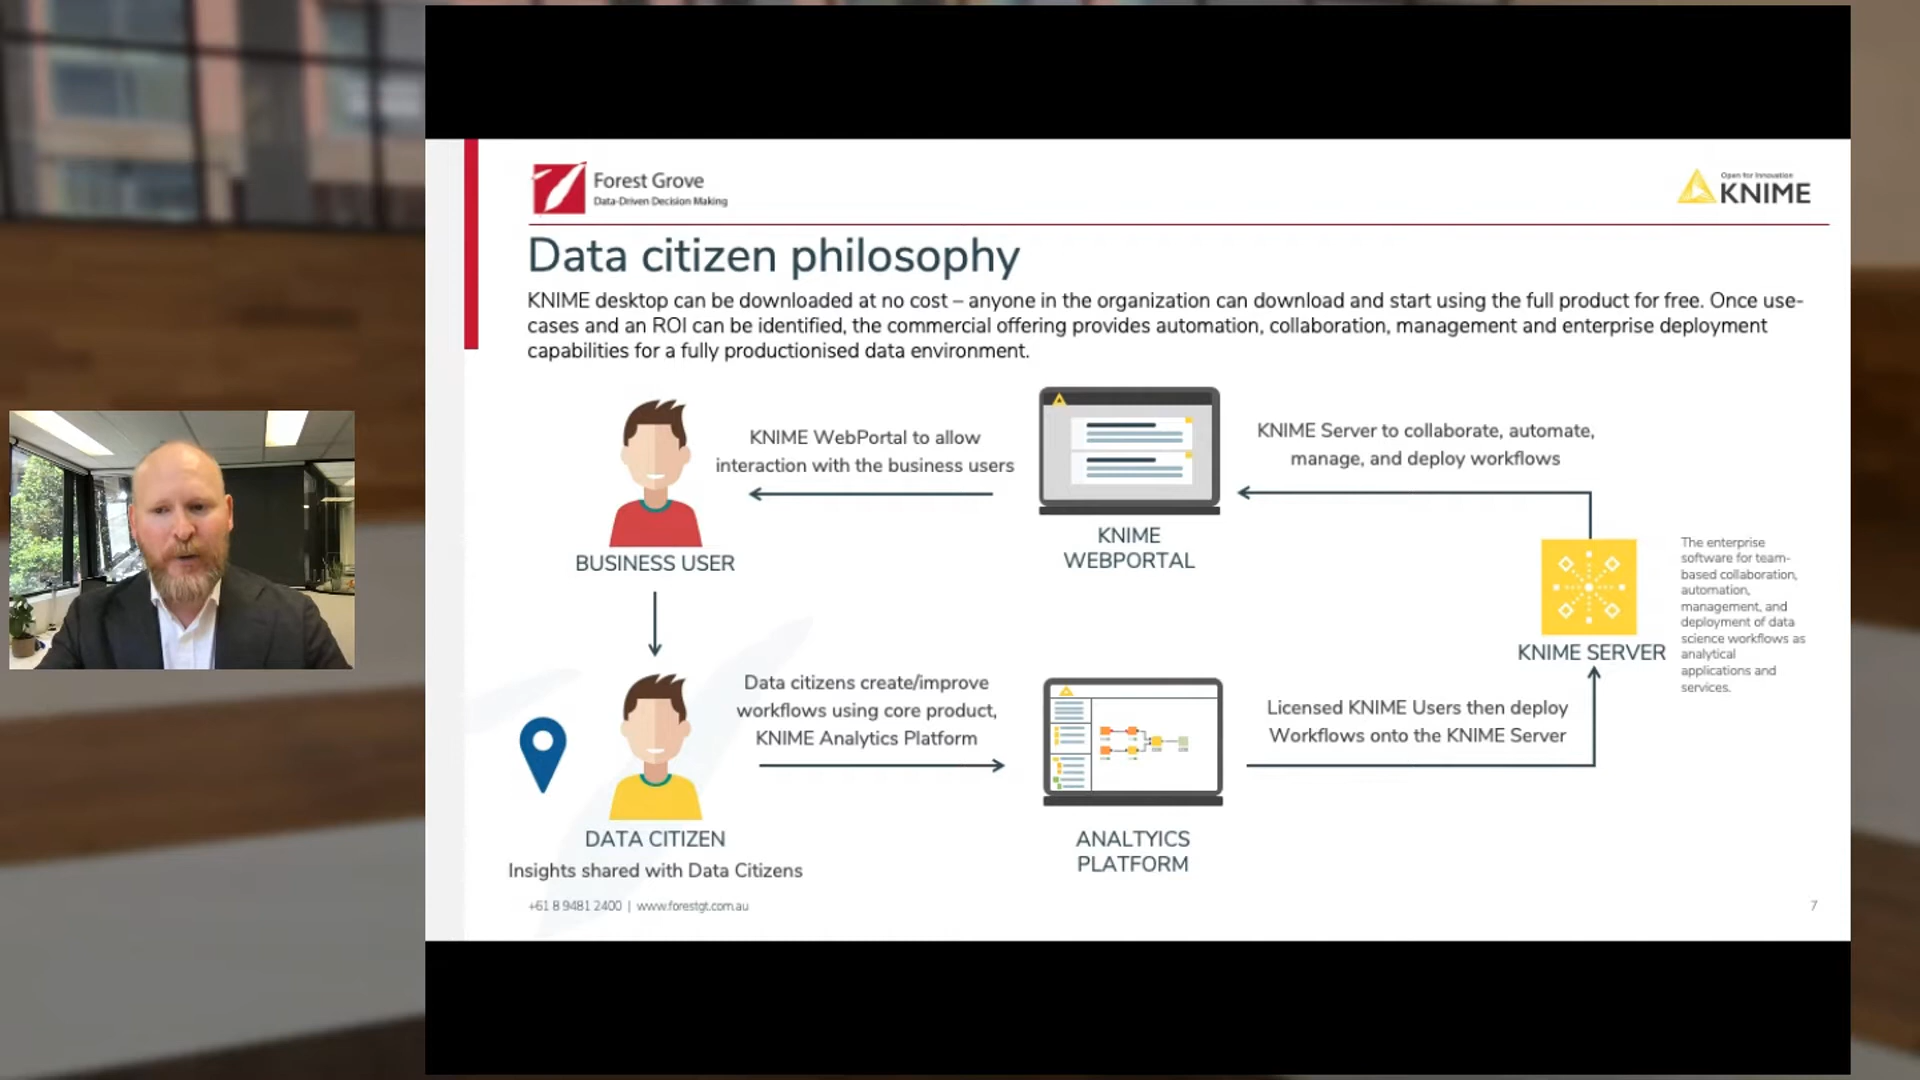 Forest Grove
Data-Driven Decision Making
Open for Innovation
KNIME
Data citizen philosophy
KNIME desktop can be downloaded at no cost – anyone in the organization can download and start using the full product for free. Once use-
cases and an ROI can be identified, the commercial offering provides automation, collaboration, management and enterprise deployment
capabilities for a fully productionised data environment.
KNIME WebPortal to allow
interaction with the business users
KNIME Server to collaborate, automate,
manage, and deploy workflows
BUSINESS USER
KNIME
WEBPORTAL
The enterprise
software for team-
based collaboration,
automation,
management, and
deployment of data
science workflows as
analytical
applications and
services.
KNIME SERVER
Data citizens create/improve
workflows using core product,
KNIME Analytics Platform
Licensed KNIME Users then deploy
Workflows onto the KNIME Server
DATA CITIZEN
Insights shared with Data Citizens
ANALTYICS
PLATFORM
+61 8 9481 2400 | www.forestgt.com.au
7